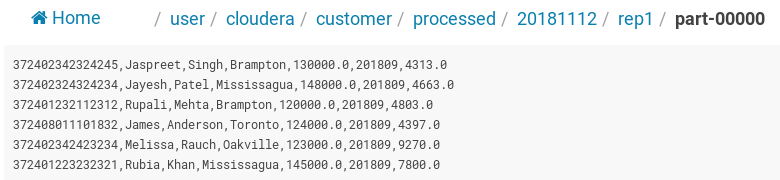 Home / user / cloudera / customer / processed / 20181112 / rep1 / part-00000
372402342324245,Jaspreet,Singh,Brampton,130000.0,201809,4313.0
372402324324234,Jayesh,Patel,Mississagua,148000.0,201809,4663.0
372401232112312,Rupali,Mehta,Brampton,120000.0,201809,4803.0
372408011101832,James,Anderson,Toronto,124000.0,201809,4397.0
372402342423234,Melissa,Rauch,Oakville,123000.0,201809,9270.0
372401223232321,Rubia,Khan,Mississagua,145000.0,201809,7800.0